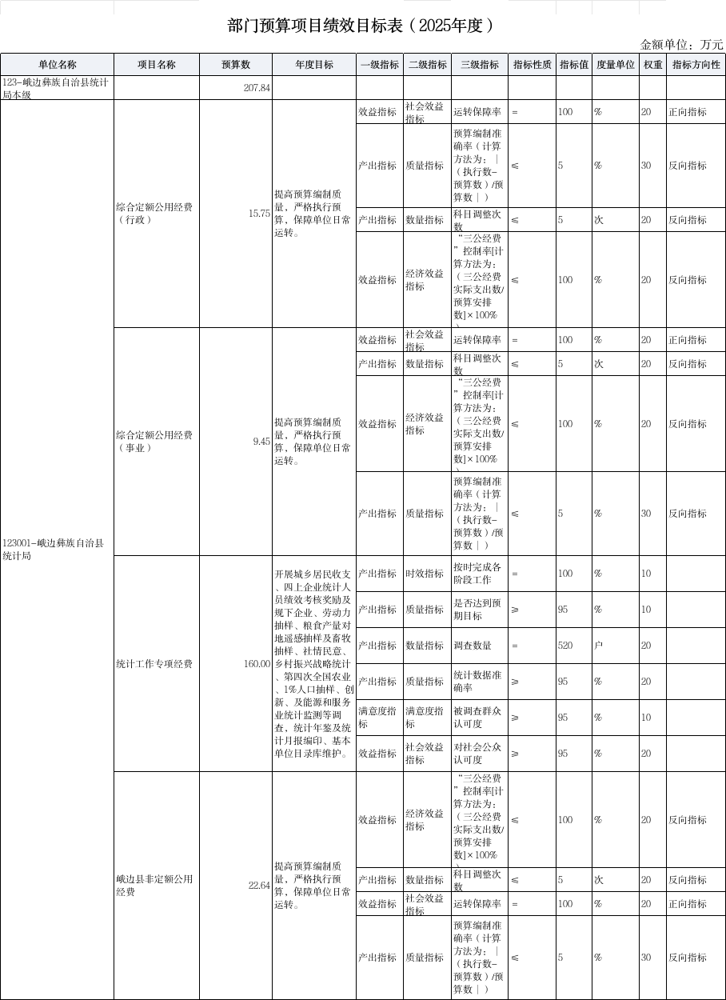 部门预算项目绩效目标表（2025年度）
金额单位：万元
单位名称 项目名称 预算数 年度目标 一级指标 二级指标 三级指标 指标性质 指标值 度量单位 权重 指标方向性
123-峨边彝族自治县统计
局本级
207.84
123001-峨边彝族自治县
统计局
综合定额公用经费
（行政）
15.75
提高预算编制质
量，严格执行预
算，保障单位日常
运转。
效益指标 社会效益
指标
运转保障率 ＝ 100 % 20 正向指标
产出指标 质量指标
预算编制准
确率（计算
方法为：∣
（执行数-
预算数）/预
算数∣）
≤ 5 % 30 反向指标
产出指标 数量指标 科目调整次
数
≤ 5 次 20 反向指标
效益指标 经济效益
指标
“三公经费
”控制率[计
算方法为：
（三公经费
实际支出数/
预算安排
数]×100%
）
≤ 100 % 20 反向指标
综合定额公用经费
（事业）
9.45
提高预算编制质
量，严格执行预
算，保障单位日常
运转。
效益指标 社会效益
指标
运转保障率 ＝ 100 % 20 正向指标
产出指标 数量指标 科目调整次
数
≤ 5 次 20 反向指标
效益指标 经济效益
指标
“三公经费
”控制率[计
算方法为：
（三公经费
实际支出数/
预算安排
数]×100%
）
≤ 100 % 20 反向指标
产出指标 质量指标
预算编制准
确率（计算
方法为：∣
（执行数-
预算数）/预
算数∣）
≤ 5 % 30 反向指标
统计工作专项经费
160.00
开展城乡居民收支
、四上企业统计人
员绩效考核奖励及
规下企业、劳动力
抽样、粮食产量对
地遥感抽样及畜牧
抽样、社情民意、
乡村振兴战略统计
、第四次全国农业
、1%人口抽样、创
新、及能源和服务
业统计监测等调
查，统计年鉴及统
计月报编印、基本
单位目录库维护。
产出指标 时效指标 按时完成各
阶段工作
＝ 100 % 10
产出指标 质量指标 是否达到预
期目标
≥ 95 % 10
产出指标 数量指标 调查数量 ＝ 520 户 20
产出指标 质量指标 统计数据准
确率
≥ 95 % 20
满意度指
标
满意度指
标
被调查群众
认可度
≥ 95 % 10
效益指标 社会效益
指标
对社会公众
认可度
≥ 95 % 20
峨边县非定额公用
经费
22.64
提高预算编制质
量，严格执行预
算，保障单位日常
运转。
效益指标 经济效益
指标
“三公经费
”控制率[计
算方法为：
（三公经费
实际支出数/
预算安排
数]×100%
）
≤ 100 % 20 反向指标
产出指标 数量指标 科目调整次
数
≤ 5 次 20 反向指标
效益指标 社会效益
指标
运转保障率 ＝ 100 % 20 正向指标
产出指标 质量指标
预算编制准
确率（计算
方法为：∣
（执行数-
预算数）/预
算数∣）
≤ 5 % 30 反向指标